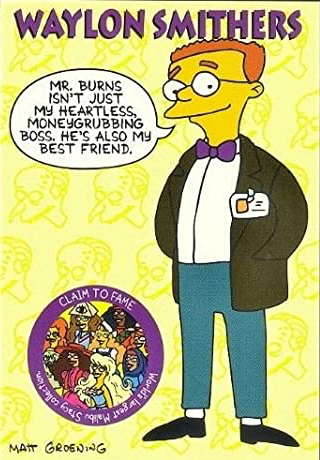 WAYLON SMITHERS
MR. BURNS
ISN'T JUST
MY HEARTLESS,
MONEYGRUBBING
BOSS. HE'S ALSO MY
BEST FRIEND.
CLAIM TO FAME
World's largest Malibu Stacy collection
MATT GROENING